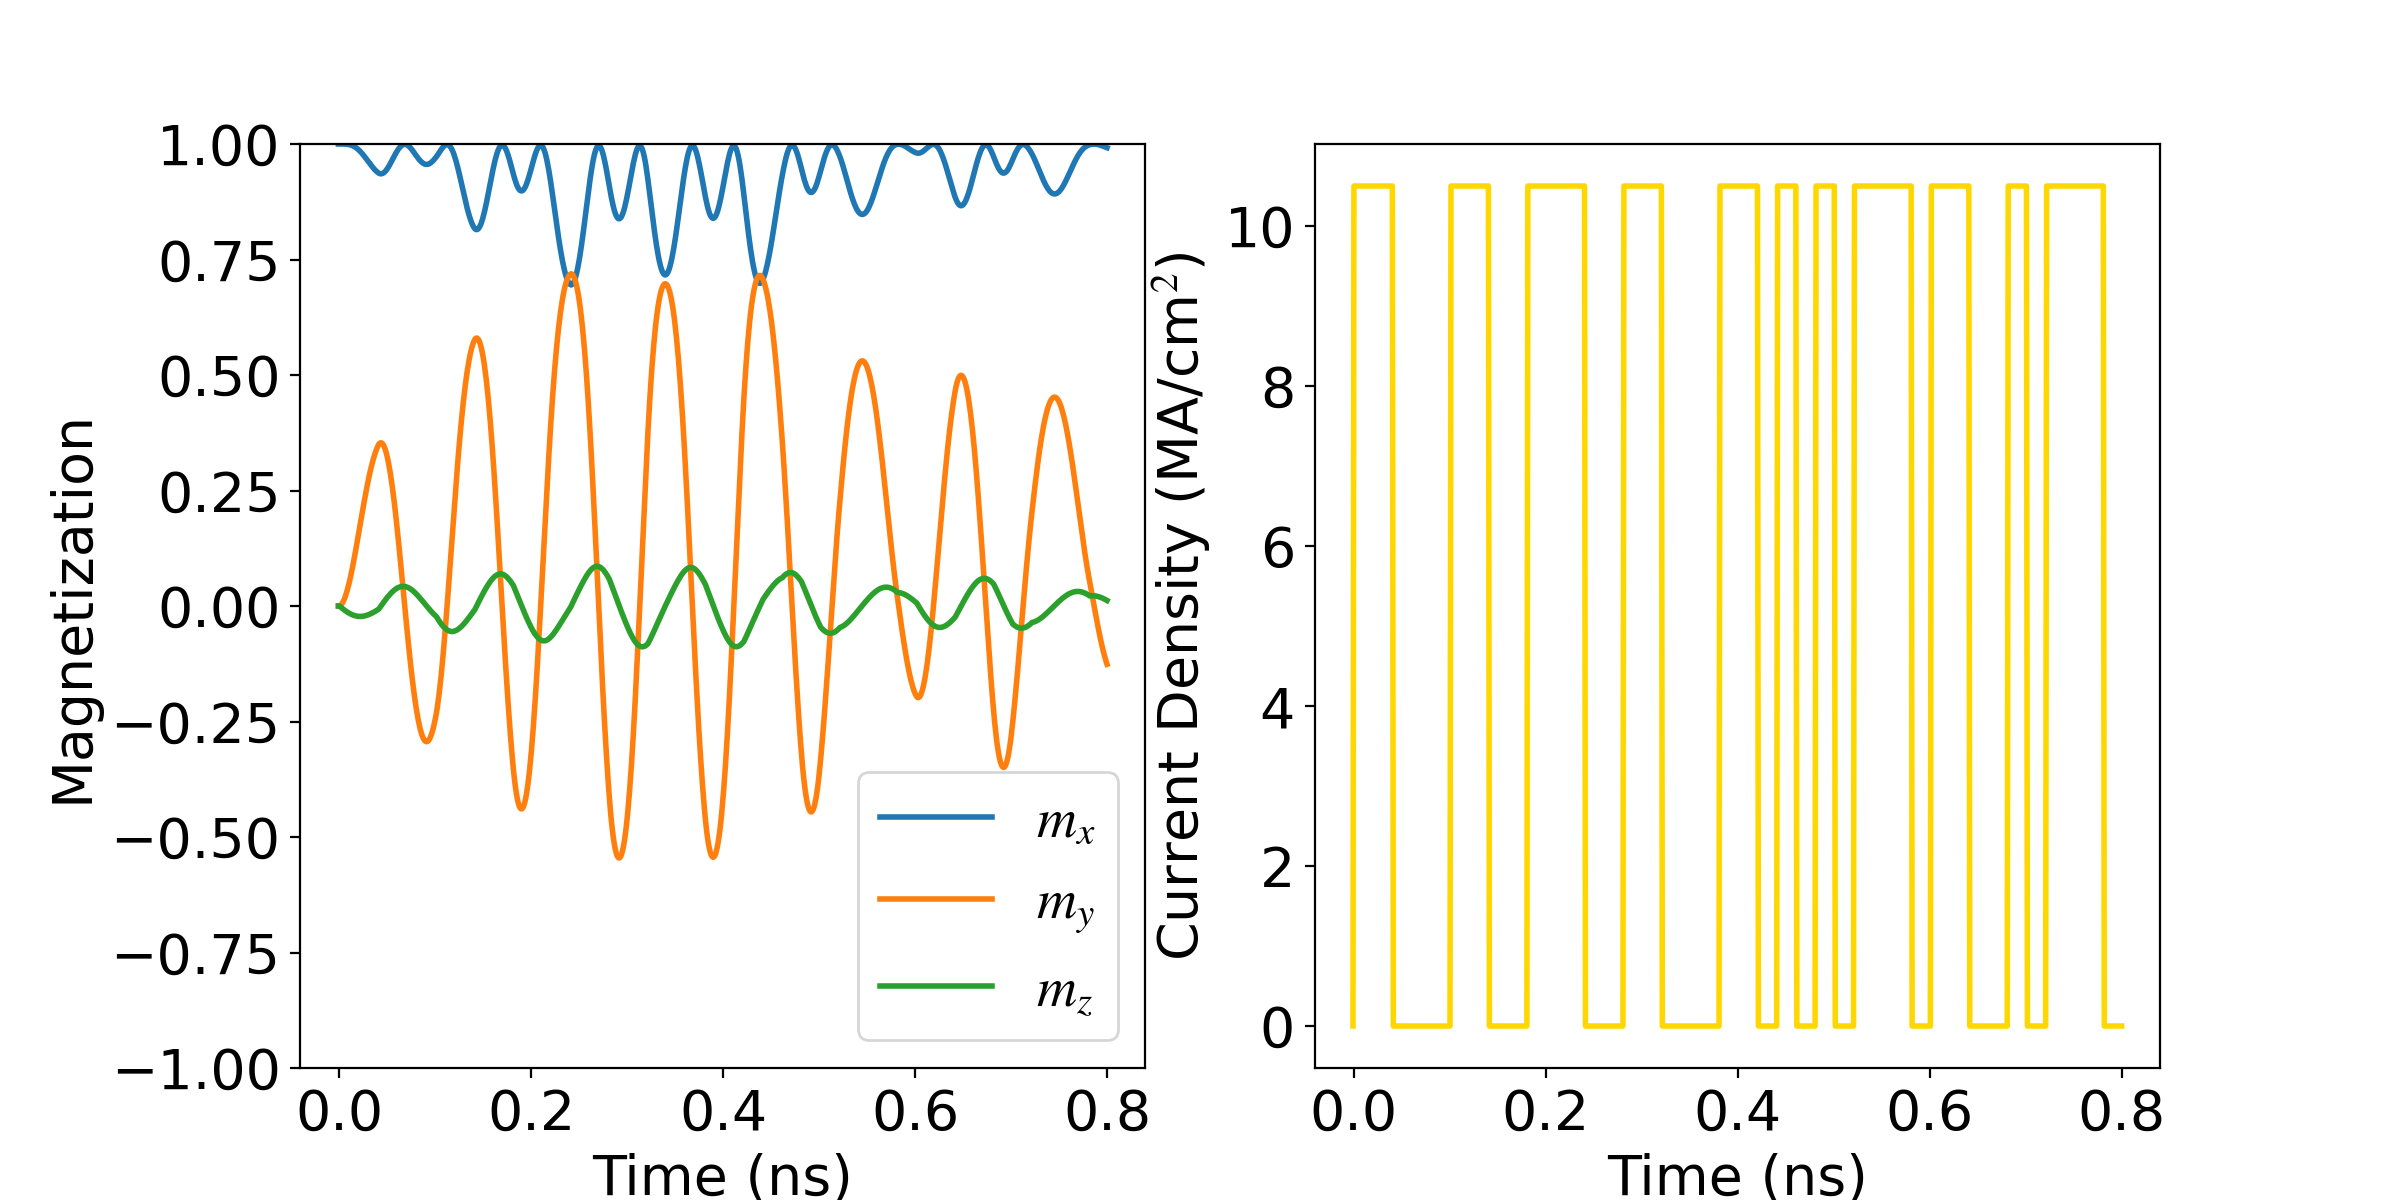 1.00
0.75
0.50
0.25
0.00
−0.25
−0.50
−0.75
−1.00
0.0 0.2 0.4 0.6 0.8
Time (ns)
Magnetization
m_x
m_y
m_z
10
8
6
4
2
0
0.0 0.2 0.4 0.6 0.8
Time (ns)
Current Density (MA/cm²)